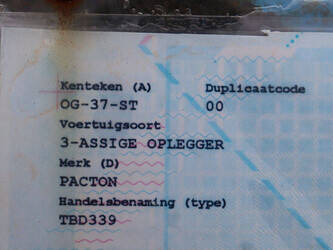 Kenteken (A) Duplicaatcode
OG-37-ST 00
Voertuigsoort
3-ASSIGE OPLEGGER
Merk (D)
PACTON
Handelsbenaming (type)
TBD339